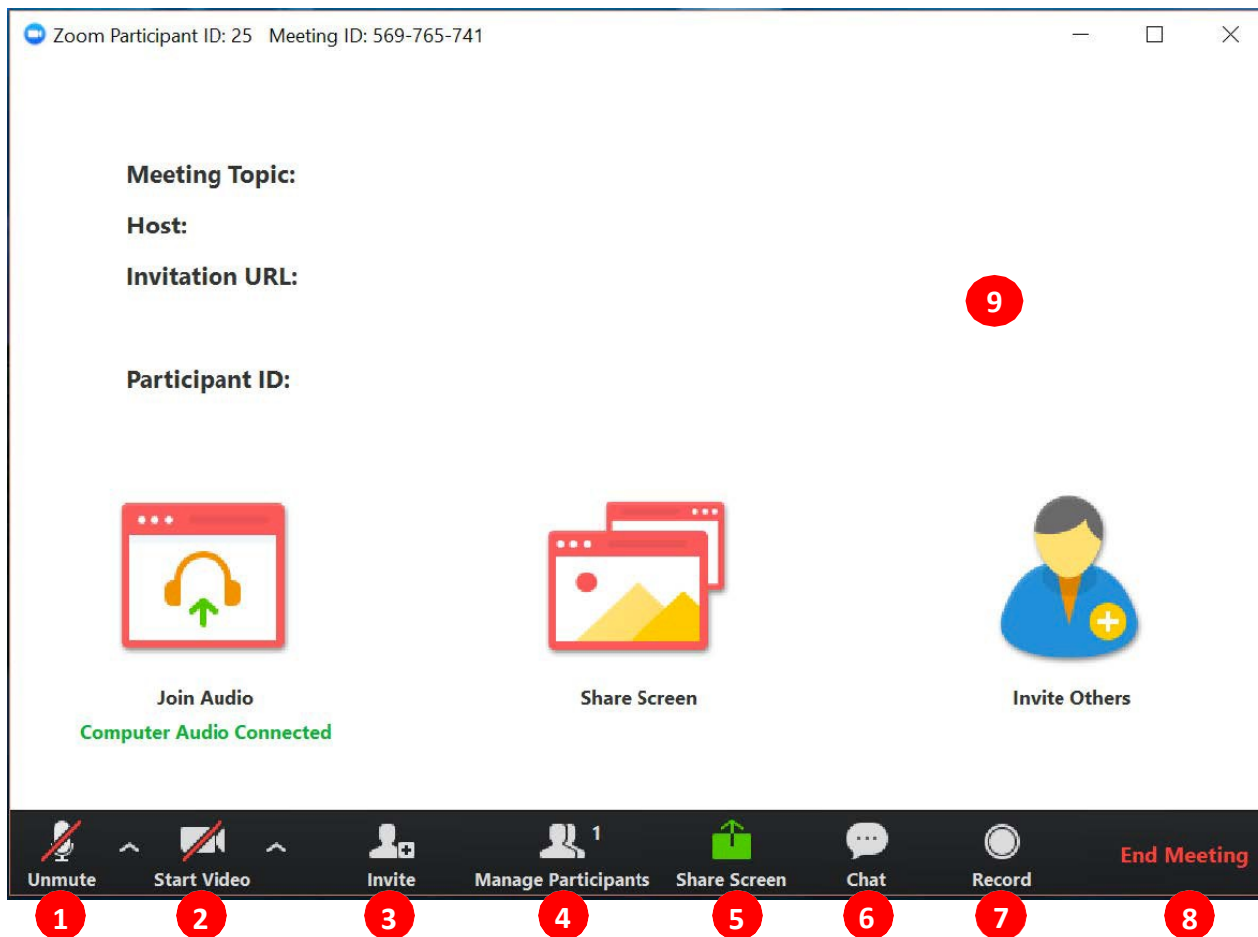 Zoom Participant ID: 25 Meeting ID: 569-765-741
Meeting Topic:
Host:
Invitation URL:
9
Participant ID:
Join Audio
Share Screen
Invite Others
Computer Audio Connected
1
Unmute
Start Video
Invite
Manage Participants
Share Screen
Chat
Record
End Meeting
1
2
3
4
5
6
7
8